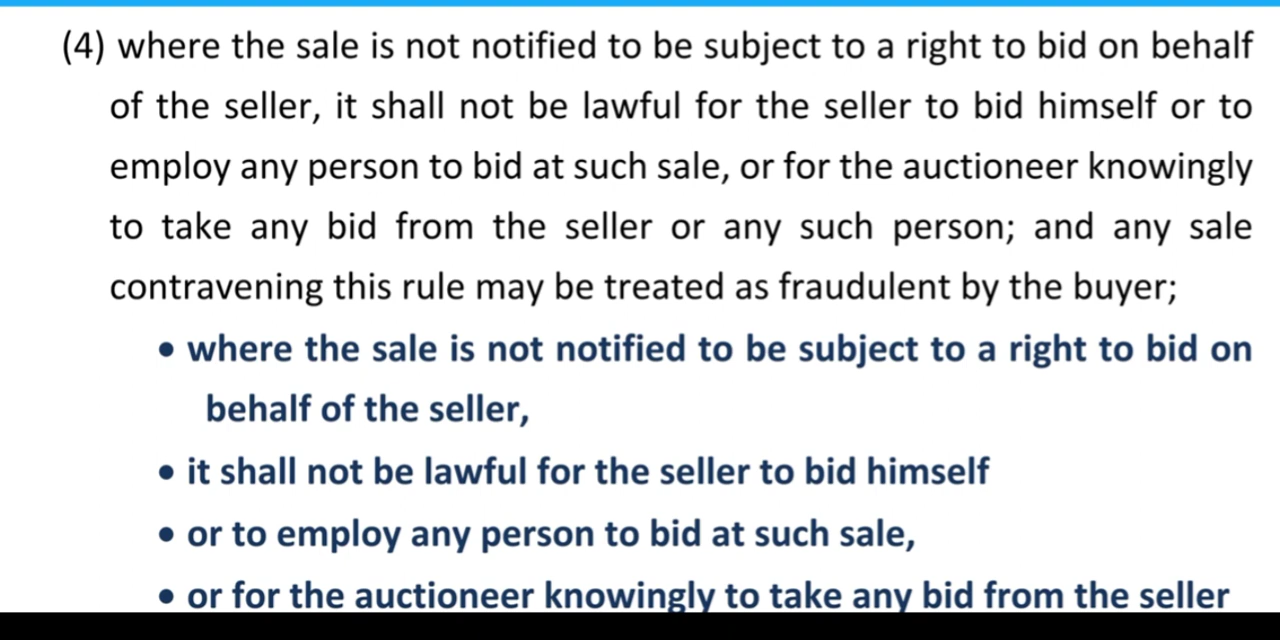 (4) where the sale is not notified to be subject to a right to bid on behalf
of the seller, it shall not be lawful for the seller to bid himself or to
employ any person to bid at such sale, or for the auctioneer knowingly
to take any bid from the seller or any such person; and any sale
contravening this rule may be treated as fraudulent by the buyer;
• where the sale is not notified to be subject to a right to bid on
behalf of the seller,
• it shall not be lawful for the seller to bid himself
• or to employ any person to bid at such sale,
• or for the auctioneer knowingly to take any bid from the seller